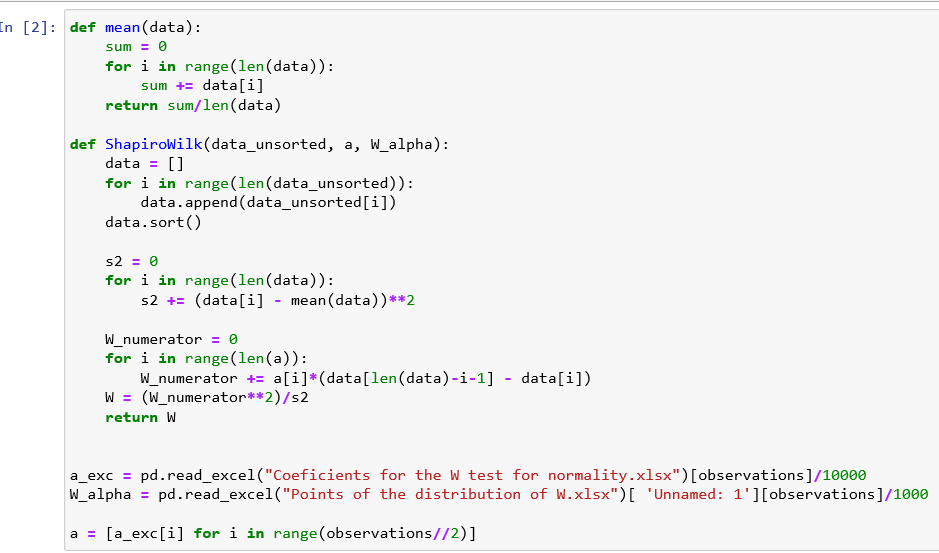 In [2]: def mean(data):
    sum = 0
    for i in range(len(data)):
        sum += data[i]
    return sum/len(data)

def ShapiroWilk(data_unsorted, a, W_alpha):
    data = []
    for i in range(len(data_unsorted)):
        data.append(data_unsorted[i])
    data.sort()

    s2 = 0
    for i in range(len(data)):
        s2 += (data[i] - mean(data))**2

    W_numerator = 0
    for i in range(len(a)):
        W_numerator += a[i]*(data[len(data)-i-1] - data[i])
    W = (W_numerator**2)/s2
    return W

a_exc = pd.read_excel("Coeficients for the W test for normality.xlsx")[observations]/10000
W_alpha = pd.read_excel("Points of the distribution of W.xlsx")[ 'Unnamed: 1'][observations]/1000

a = [a_exc[i] for i in range(observations//2)]